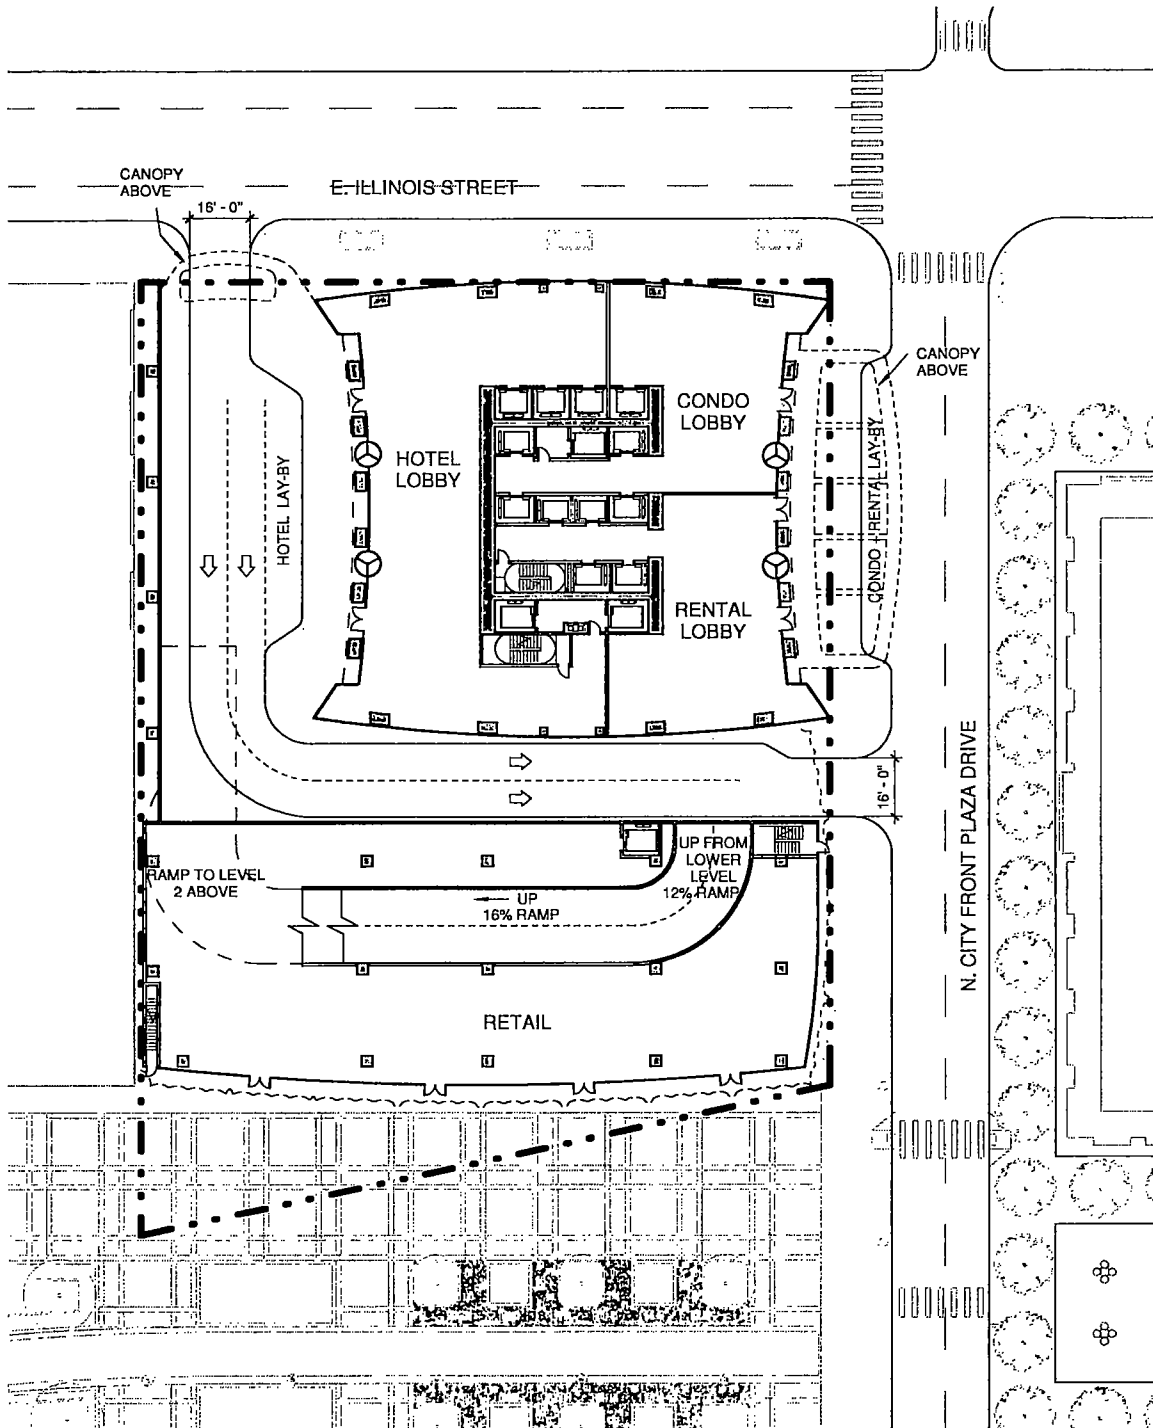 CANOPY
ABOVE
E. ILLINOIS STREET
16' - 0"
CANOPY
ABOVE
CONDO
LOBBY
HOTEL
LOBBY
HOTEL LAY-BY
CONDO + RENTAL LAY-BY
RENTAL
LOBBY
N. CITY FRONT PLAZA DRIVE
16' - 0"
UP FROM
LOWER
LEVEL
12% RAMP
RAMP TO LEVEL
2 ABOVE
UP
16% RAMP
RETAIL